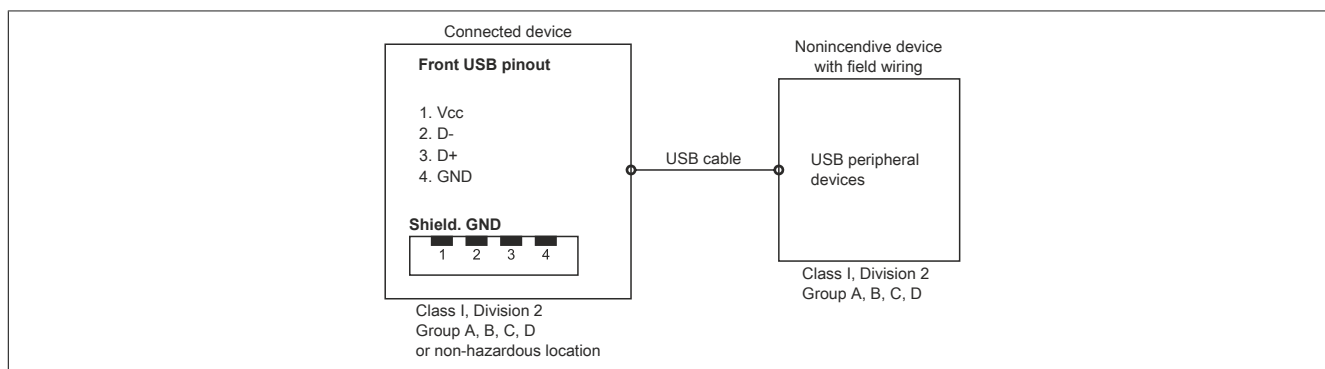 Connected device
Front USB pinout
1. Vcc
2. D-
3. D+
4. GND
Shield. GND
1 2 3 4
Class I, Division 2
Group A, B, C, D
or non-hazardous location
USB cable
Nonincendive device
with field wiring
USB peripheral
devices
Class I, Division 2
Group A, B, C, D